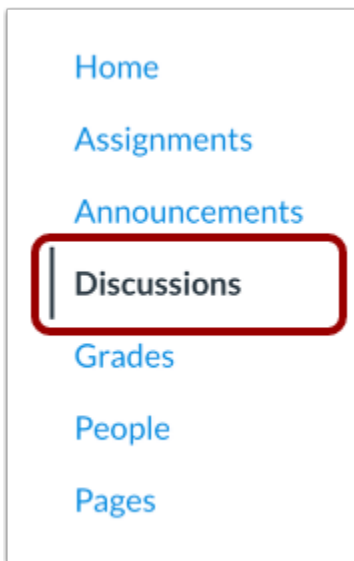 Home
Assignments
Announcements
Discussions
Grades
People
Pages